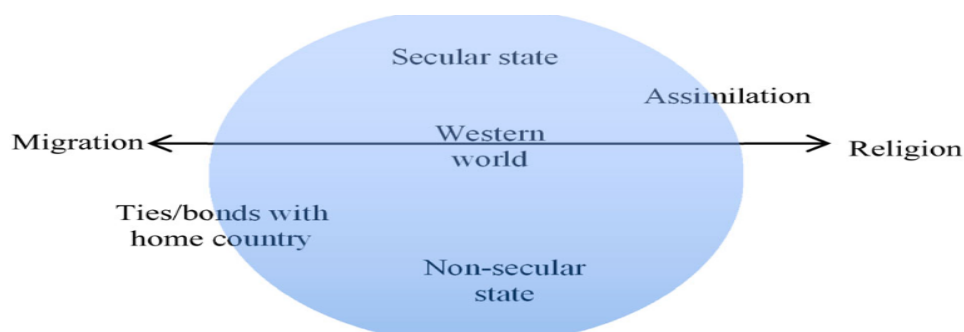 Secular state
Assimilation
Migration
Western
world
Religion
Ties/bonds with
home country
Non-secular
state